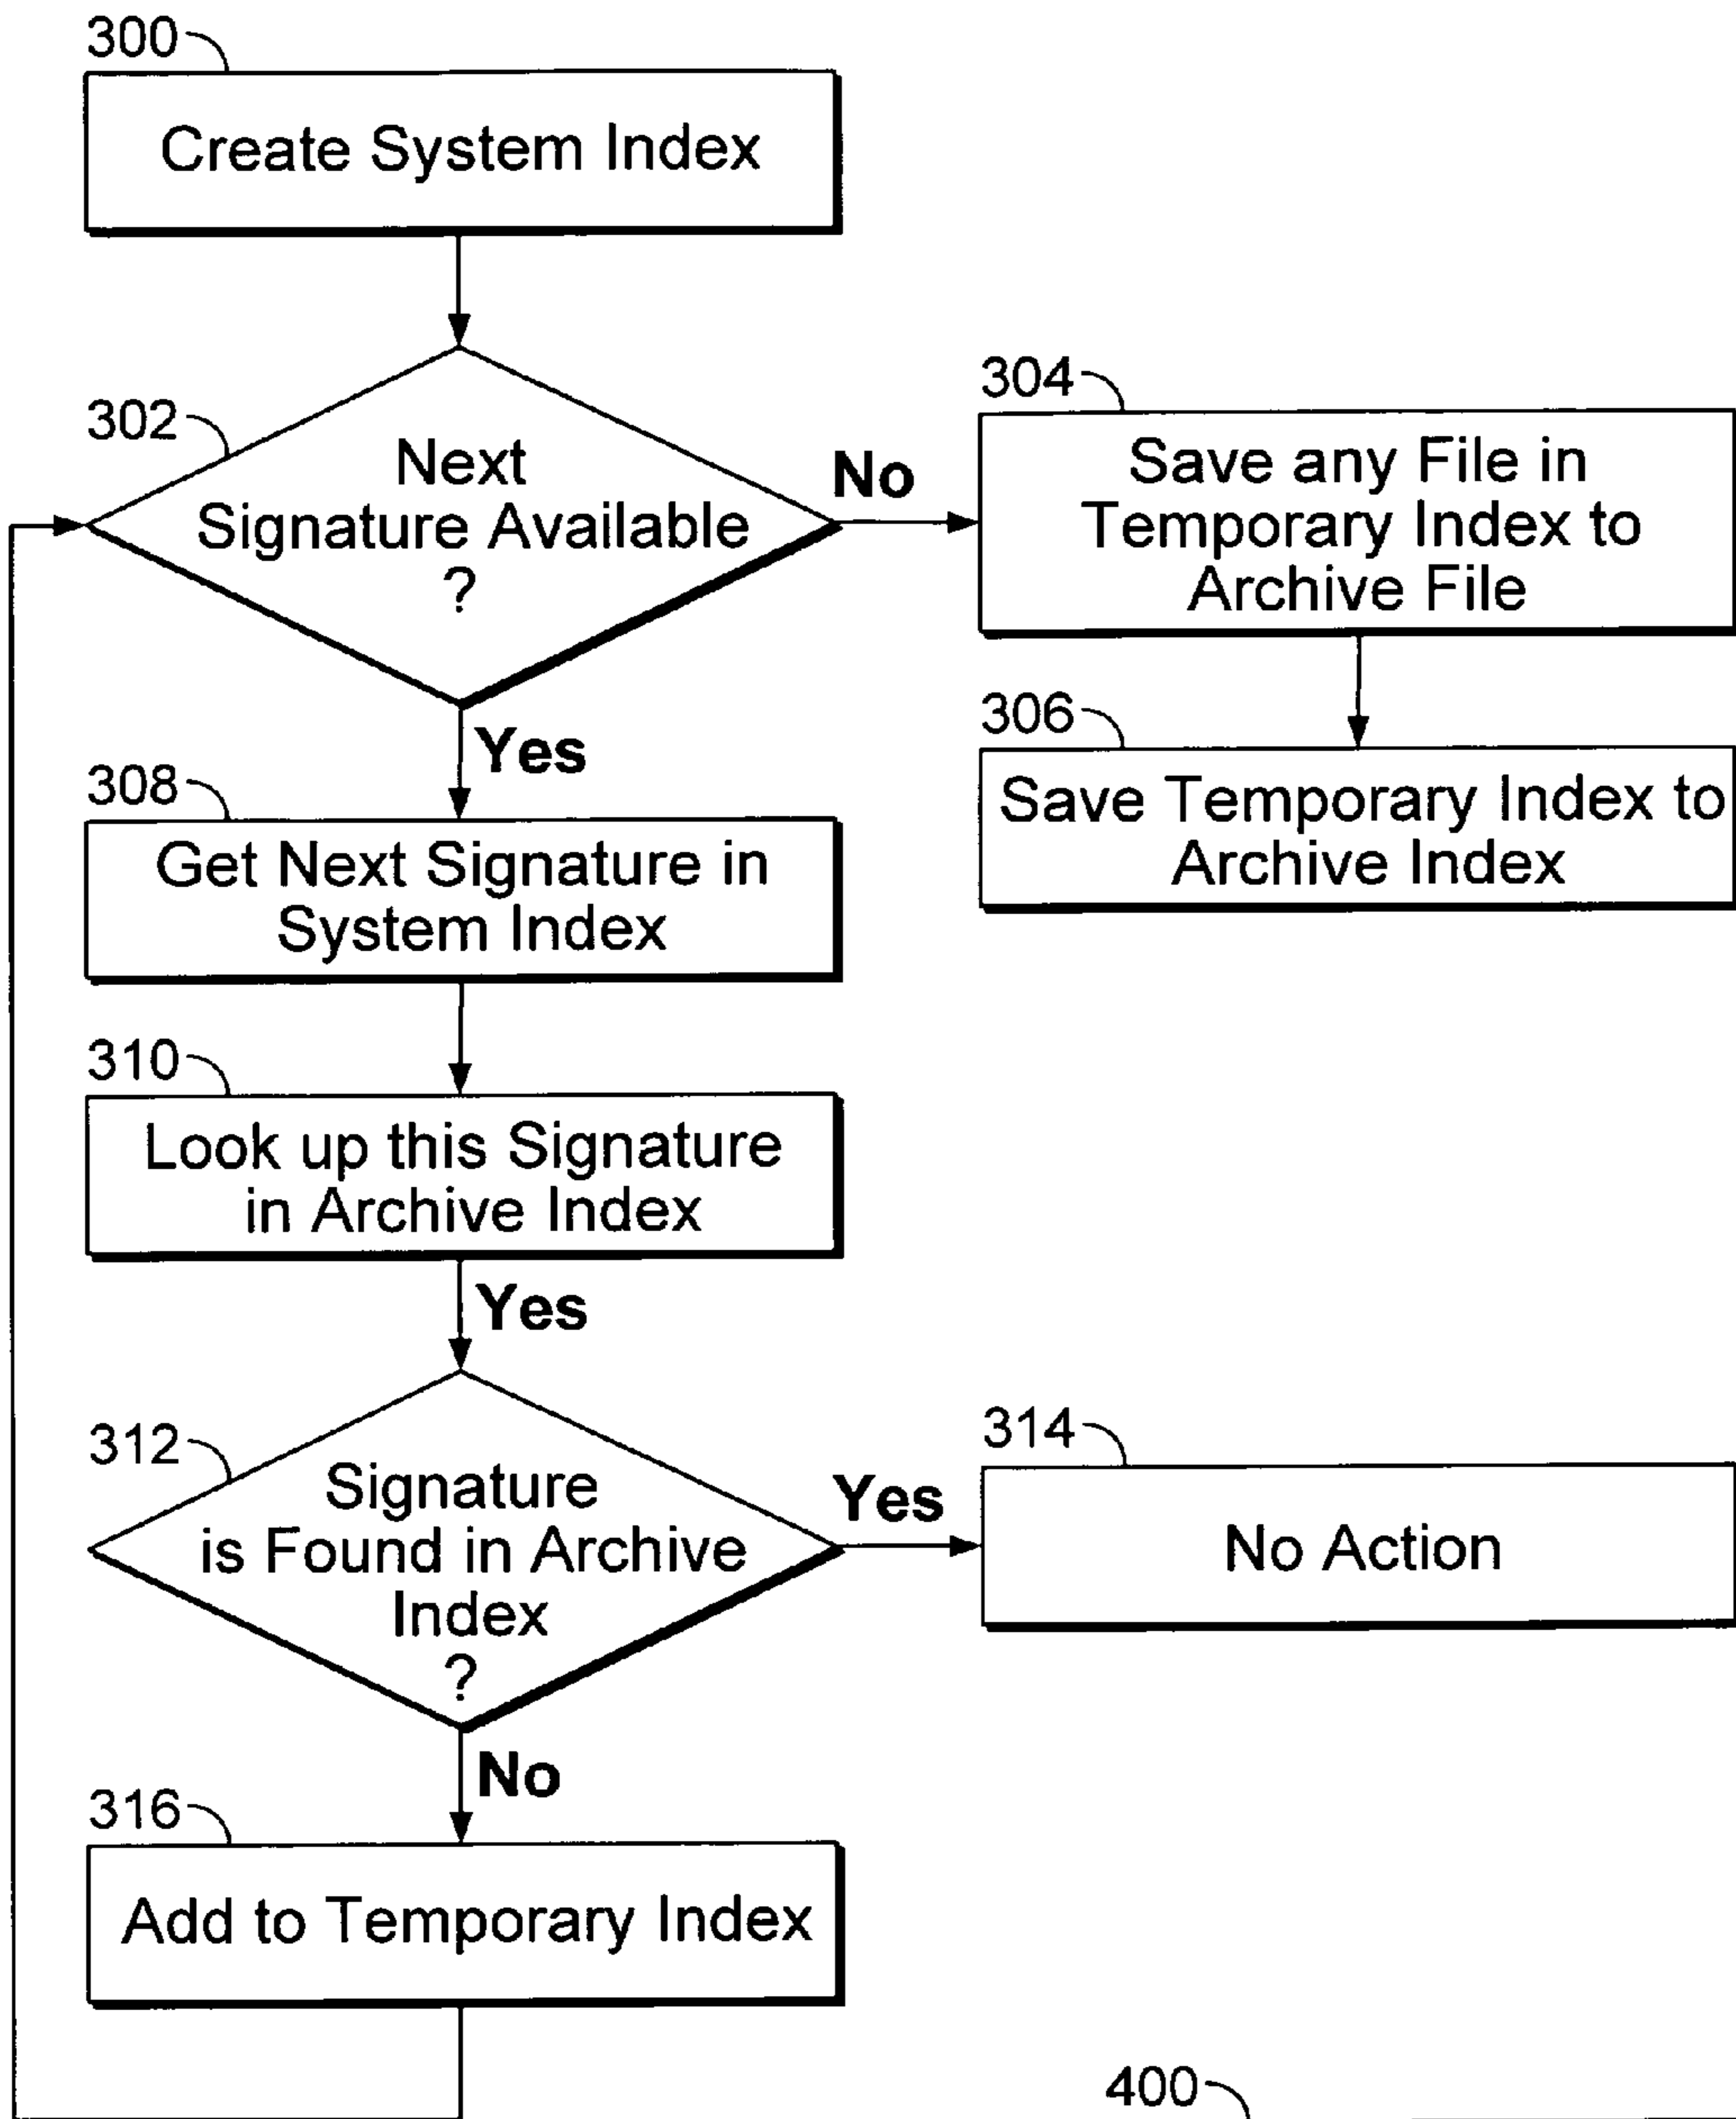 300
Create System Index
302
Next
Signature Available
?
No
304
Save any File in
Temporary Index to
Archive File
306
Save Temporary Index to
Archive Index
Yes
308
Get Next Signature in
System Index
310
Look up this Signature
in Archive Index
Yes
312
Signature
is Found in Archive
Index
?
Yes
314
No Action
No
316
Add to Temporary Index
400